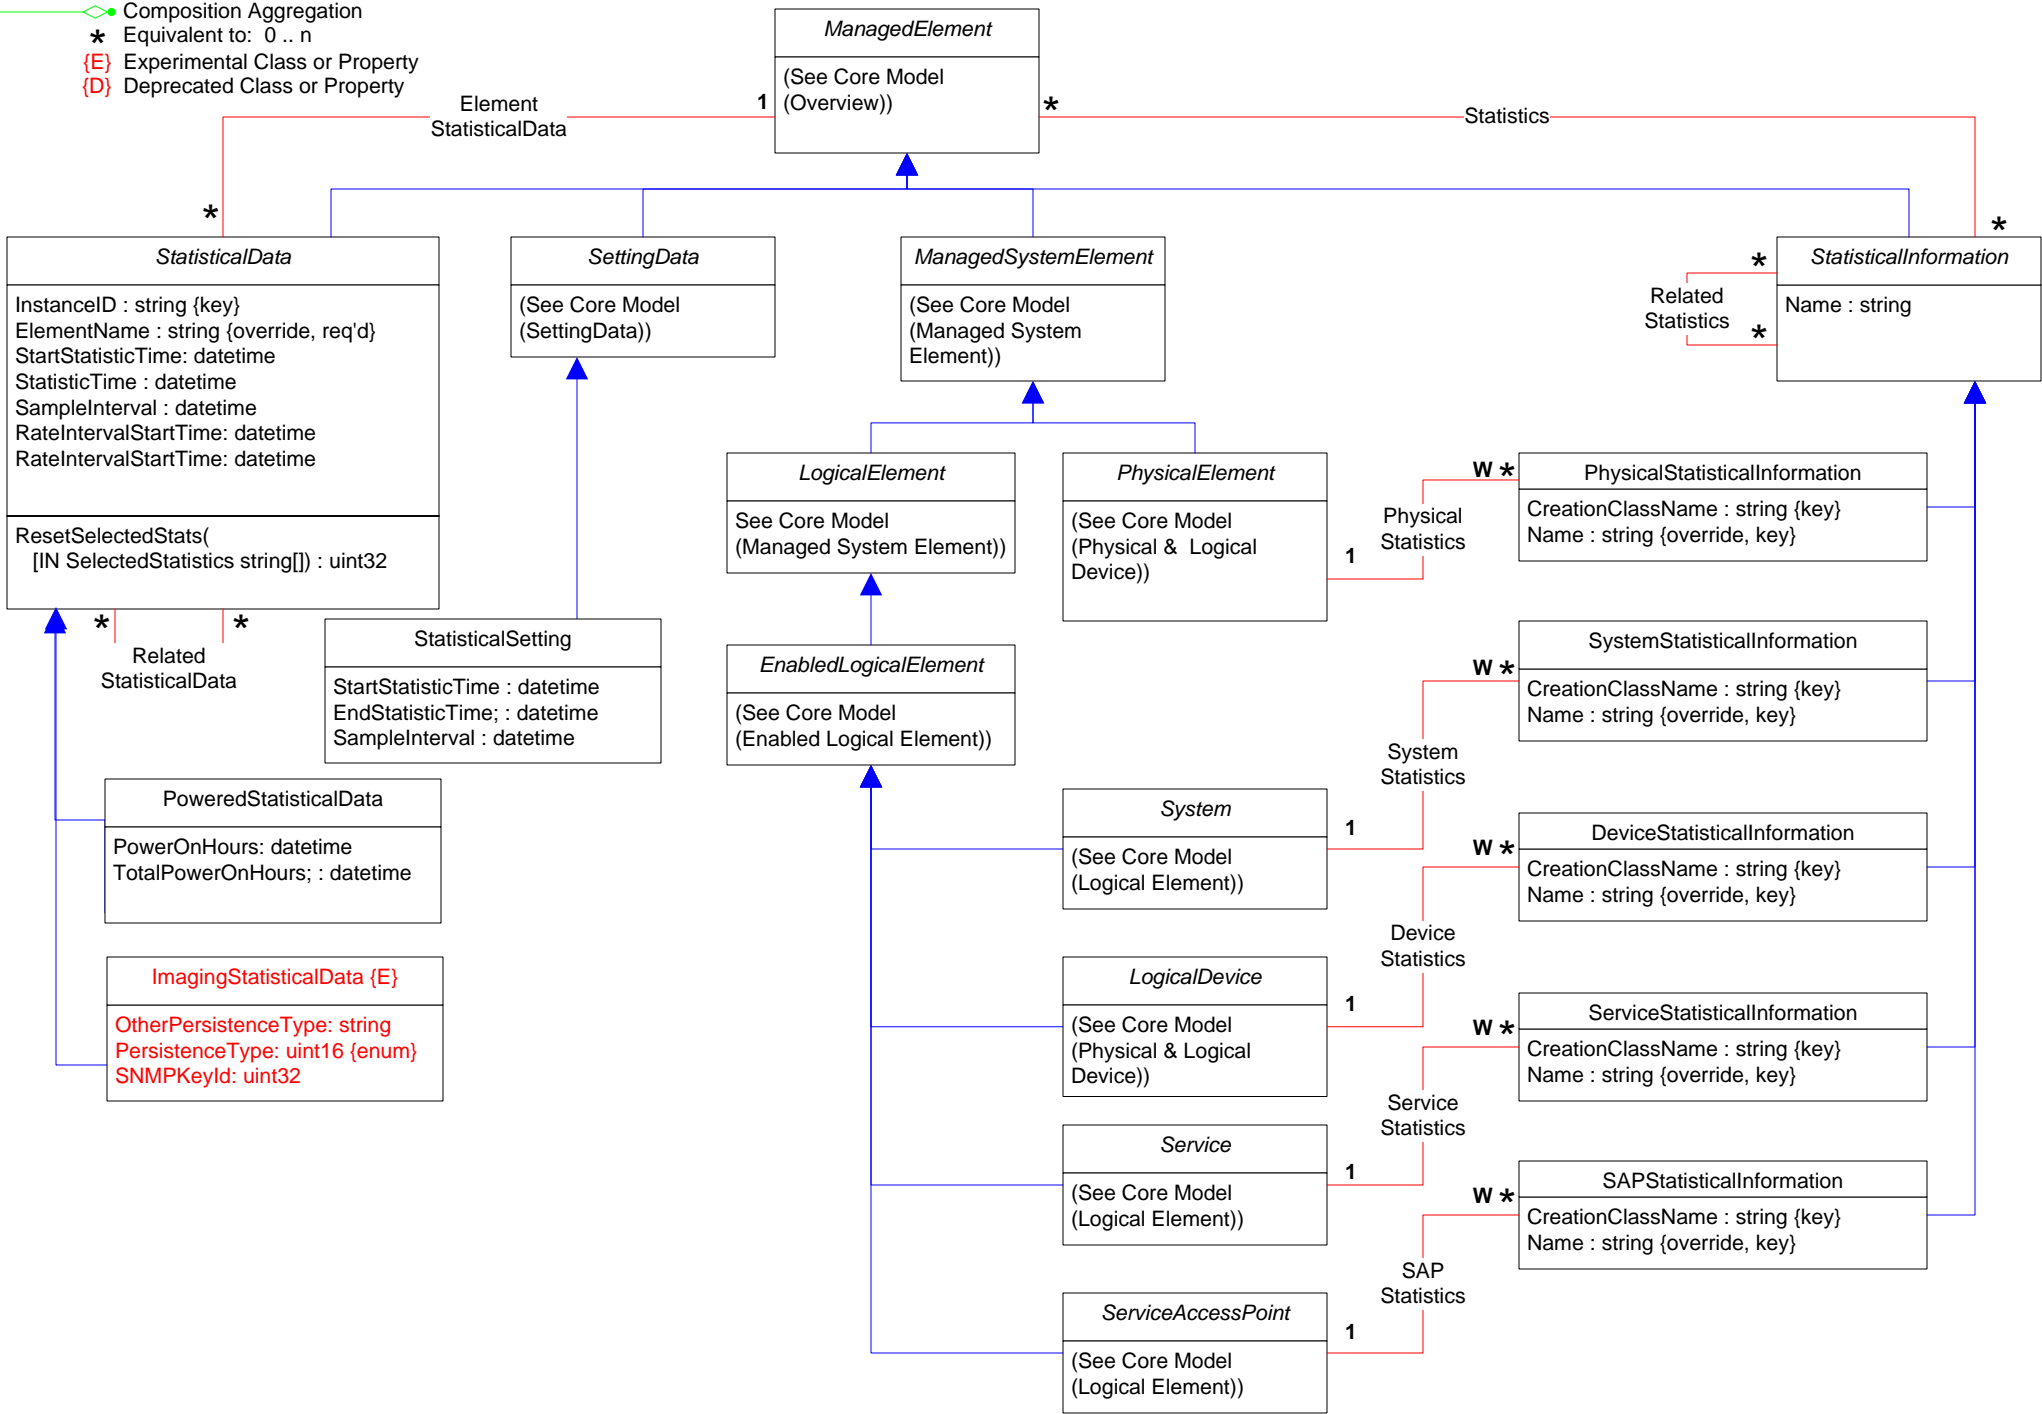 Composition Aggregation
* Equivalent to: 0 .. n
{E} Experimental Class or Property
{D} Deprecated Class or Property
ManagedElement
(See Core Model
(Overview))
Element
StatisticalData
1
*
*
Statistics
*
StatisticalData
InstanceID : string {key}
ElementName : string {override, req'd}
StartStatisticTime: datetime
StatisticTime : datetime
SampleInterval : datetime
RateIntervalStartTime: datetime
RateIntervalStartTime: datetime
ResetSelectedStats(
[IN SelectedStatistics string[]) : uint32
*
*
Related
StatisticalData
SettingData
(See Core Model
(SettingData))
ManagedSystemElement
(See Core Model
(Managed System
Element))
StatisticalInformation
Name : string
*
Related
Statistics
*
LogicalElement
See Core Model
(Managed System Element))
PhysicalElement
(See Core Model
(Physical & Logical
Device))
1
Physical
Statistics
W *
PhysicalStatisticalInformation
CreationClassName : string {key}
Name : string {override, key}
StatisticalSetting
StartStatisticTime : datetime
EndStatisticTime; : datetime
SampleInterval : datetime
EnabledLogicalElement
(See Core Model
(Enabled Logical Element))
W *
SystemStatisticalInformation
CreationClassName : string {key}
Name : string {override, key}
System
Statistics
PoweredStatisticalData
PowerOnHours: datetime
TotalPowerOnHours; : datetime
System
(See Core Model
(Logical Element))
1
W *
DeviceStatisticalInformation
CreationClassName : string {key}
Name : string {override, key}
Device
Statistics
ImagingStatisticalData {E}
OtherPersistenceType: string
PersistenceType: uint16 {enum}
SNMPKeyId: uint32
LogicalDevice
(See Core Model
(Physical & Logical
Device))
1
W *
ServiceStatisticalInformation
CreationClassName : string {key}
Name : string {override, key}
Service
Statistics
Service
(See Core Model
(Logical Element))
1
W *
SAPStatisticalInformation
CreationClassName : string {key}
Name : string {override, key}
SAP
Statistics
ServiceAccessPoint
(See Core Model
(Logical Element))
1